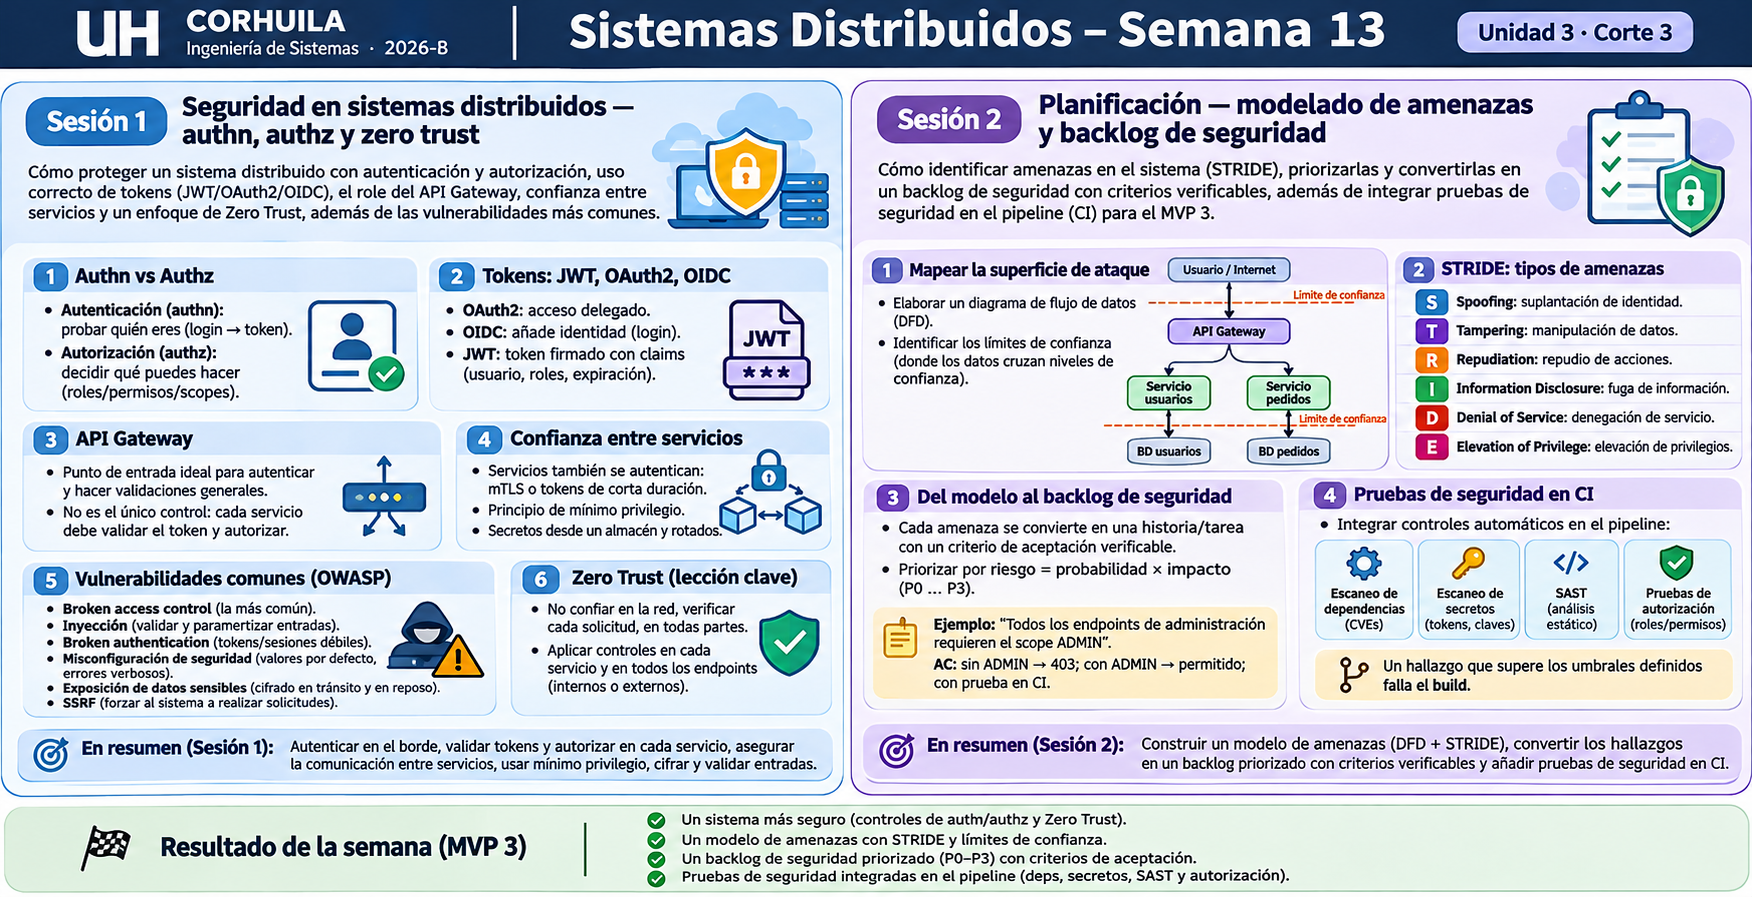 UH
CORHUILA
Ingeniería de Sistemas · 2026-B
Sistemas Distribuidos – Semana 13
Unidad 3 · Corte 3
Sesión 1
Seguridad en sistemas distribuidos —
authn, authz y zero trust
Cómo proteger un sistema distribuido con autenticación y autorización, uso
correcto de tokens (JWT/OAuth2/OIDC), el role del API Gateway, confianza entre
servicios y un enfoque de Zero Trust, además de las vulnerabilidades más comunes.
1 Authn vs Authz
• Autenticación (authn):
probar quién eres (login → token).
• Autorización (authz):
decidir qué puedes hacer
(roles/permisos/scopes).
2 Tokens: JWT, OAuth2, OIDC
• OAuth2: acceso delegado.
• OIDC: añade identidad (login).
• JWT: token firmado con claims
(usuario, roles, expiración).
JWT
***
3 API Gateway
• Punto de entrada ideal para autenticar
y hacer validaciones generales.
• No es el único control: cada servicio
debe validar el token y autorizar.
4 Confianza entre servicios
• Servicios también se autentican:
mTLS o tokens de corta duración.
• Principio de mínimo privilegio.
• Secretos desde un almacén y rotados.
5 Vulnerabilidades comunes (OWASP)
• Broken access control (la más común).
• Inyección (validar y paramertizar entradas).
• Broken authentication (tokens/sesiones débiles).
• Misconfiguración de seguridad (valores por defecto,
errores verbosos).
• Exposición de datos sensibles (cifrado en tránsito y en reposo).
• SSRF (forzar al sistema a realizar solicitudes).
6 Zero Trust (lección clave)
• No confiar en la red, verificar
cada solicitud, en todas partes.
• Aplicar controles en cada
servicio y en todos los endpoints
(internos o externos).
En resumen (Sesión 1):
Autenticar en el borde, validar tokens y autorizar en cada servicio, asegurar
la comunicación entre servicios, usar mínimo privilegio, cifrar y validar entradas.
Sesión 2
Planificación — modelado de amenazas
y backlog de seguridad
Cómo identificar amenazas en el sistema (STRIDE), priorizarlas y convertirlas en
un backlog de seguridad con criterios verificables, además de integrar pruebas de
seguridad en el pipeline (CI) para el MVP 3.
1 Mapear la superficie de ataque
• Elaborar un diagrama de flujo de datos
(DFD).
• Identificar los límites de confianza
(donde los datos cruzan niveles de
confianza).
Usuario / Internet
Limite de confianza
API Gateway
Servicio
usuarios
Servicio
pedidos
Limite de confianza
BD usuarios
BD pedidos
2 STRIDE: tipos de amenazas
S Spoofing: suplantación de identidad.
T Tampering: manipulación de datos.
R Repudiation: repudio de acciones.
I Information Disclosure: fuga de información.
D Denial of Service: denegación de servicio.
E Elevation of Privilege: elevación de privilegios.
3 Del modelo al backlog de seguridad
• Cada amenaza se convierte en una historia/tarea
con un criterio de aceptación verificable.
• Priorizar por riesgo = probabilidad × impacto
(P0 ... P3).
Ejemplo: “Todos los endpoints de administración
requieren el scope ADMIN”.
AC: sin ADMIN → 403; con ADMIN → permitido;
con prueba en CI.
4 Pruebas de seguridad en CI
• Integrar controles automáticos en el pipeline:
Escaneo de
dependencias
(CVEs)
Escaneo de
secretos
(tokens, claves)
</>
SAST
(análisis
estático)
Pruebas de
autorización
(roles/permisos)
Un hallazgo que supere los umbrales definidos
falla el build.
En resumen (Sesión 2):
Construir un modelo de amenazas (DFD + STRIDE), convertir los hallazgos
en un backlog priorizado con criterios verificables y añadir pruebas de seguridad en CI.
Resultado de la semana (MVP 3)
Un sistema más seguro (controles de auth/authz y Zero Trust).
Un modelo de amenazas con STRIDE y límites de confianza.
Un backlog de seguridad priorizado (P0–P3) con criterios de aceptación.
Pruebas de seguridad integradas en el pipeline (deps, secretos, SAST y autorización).